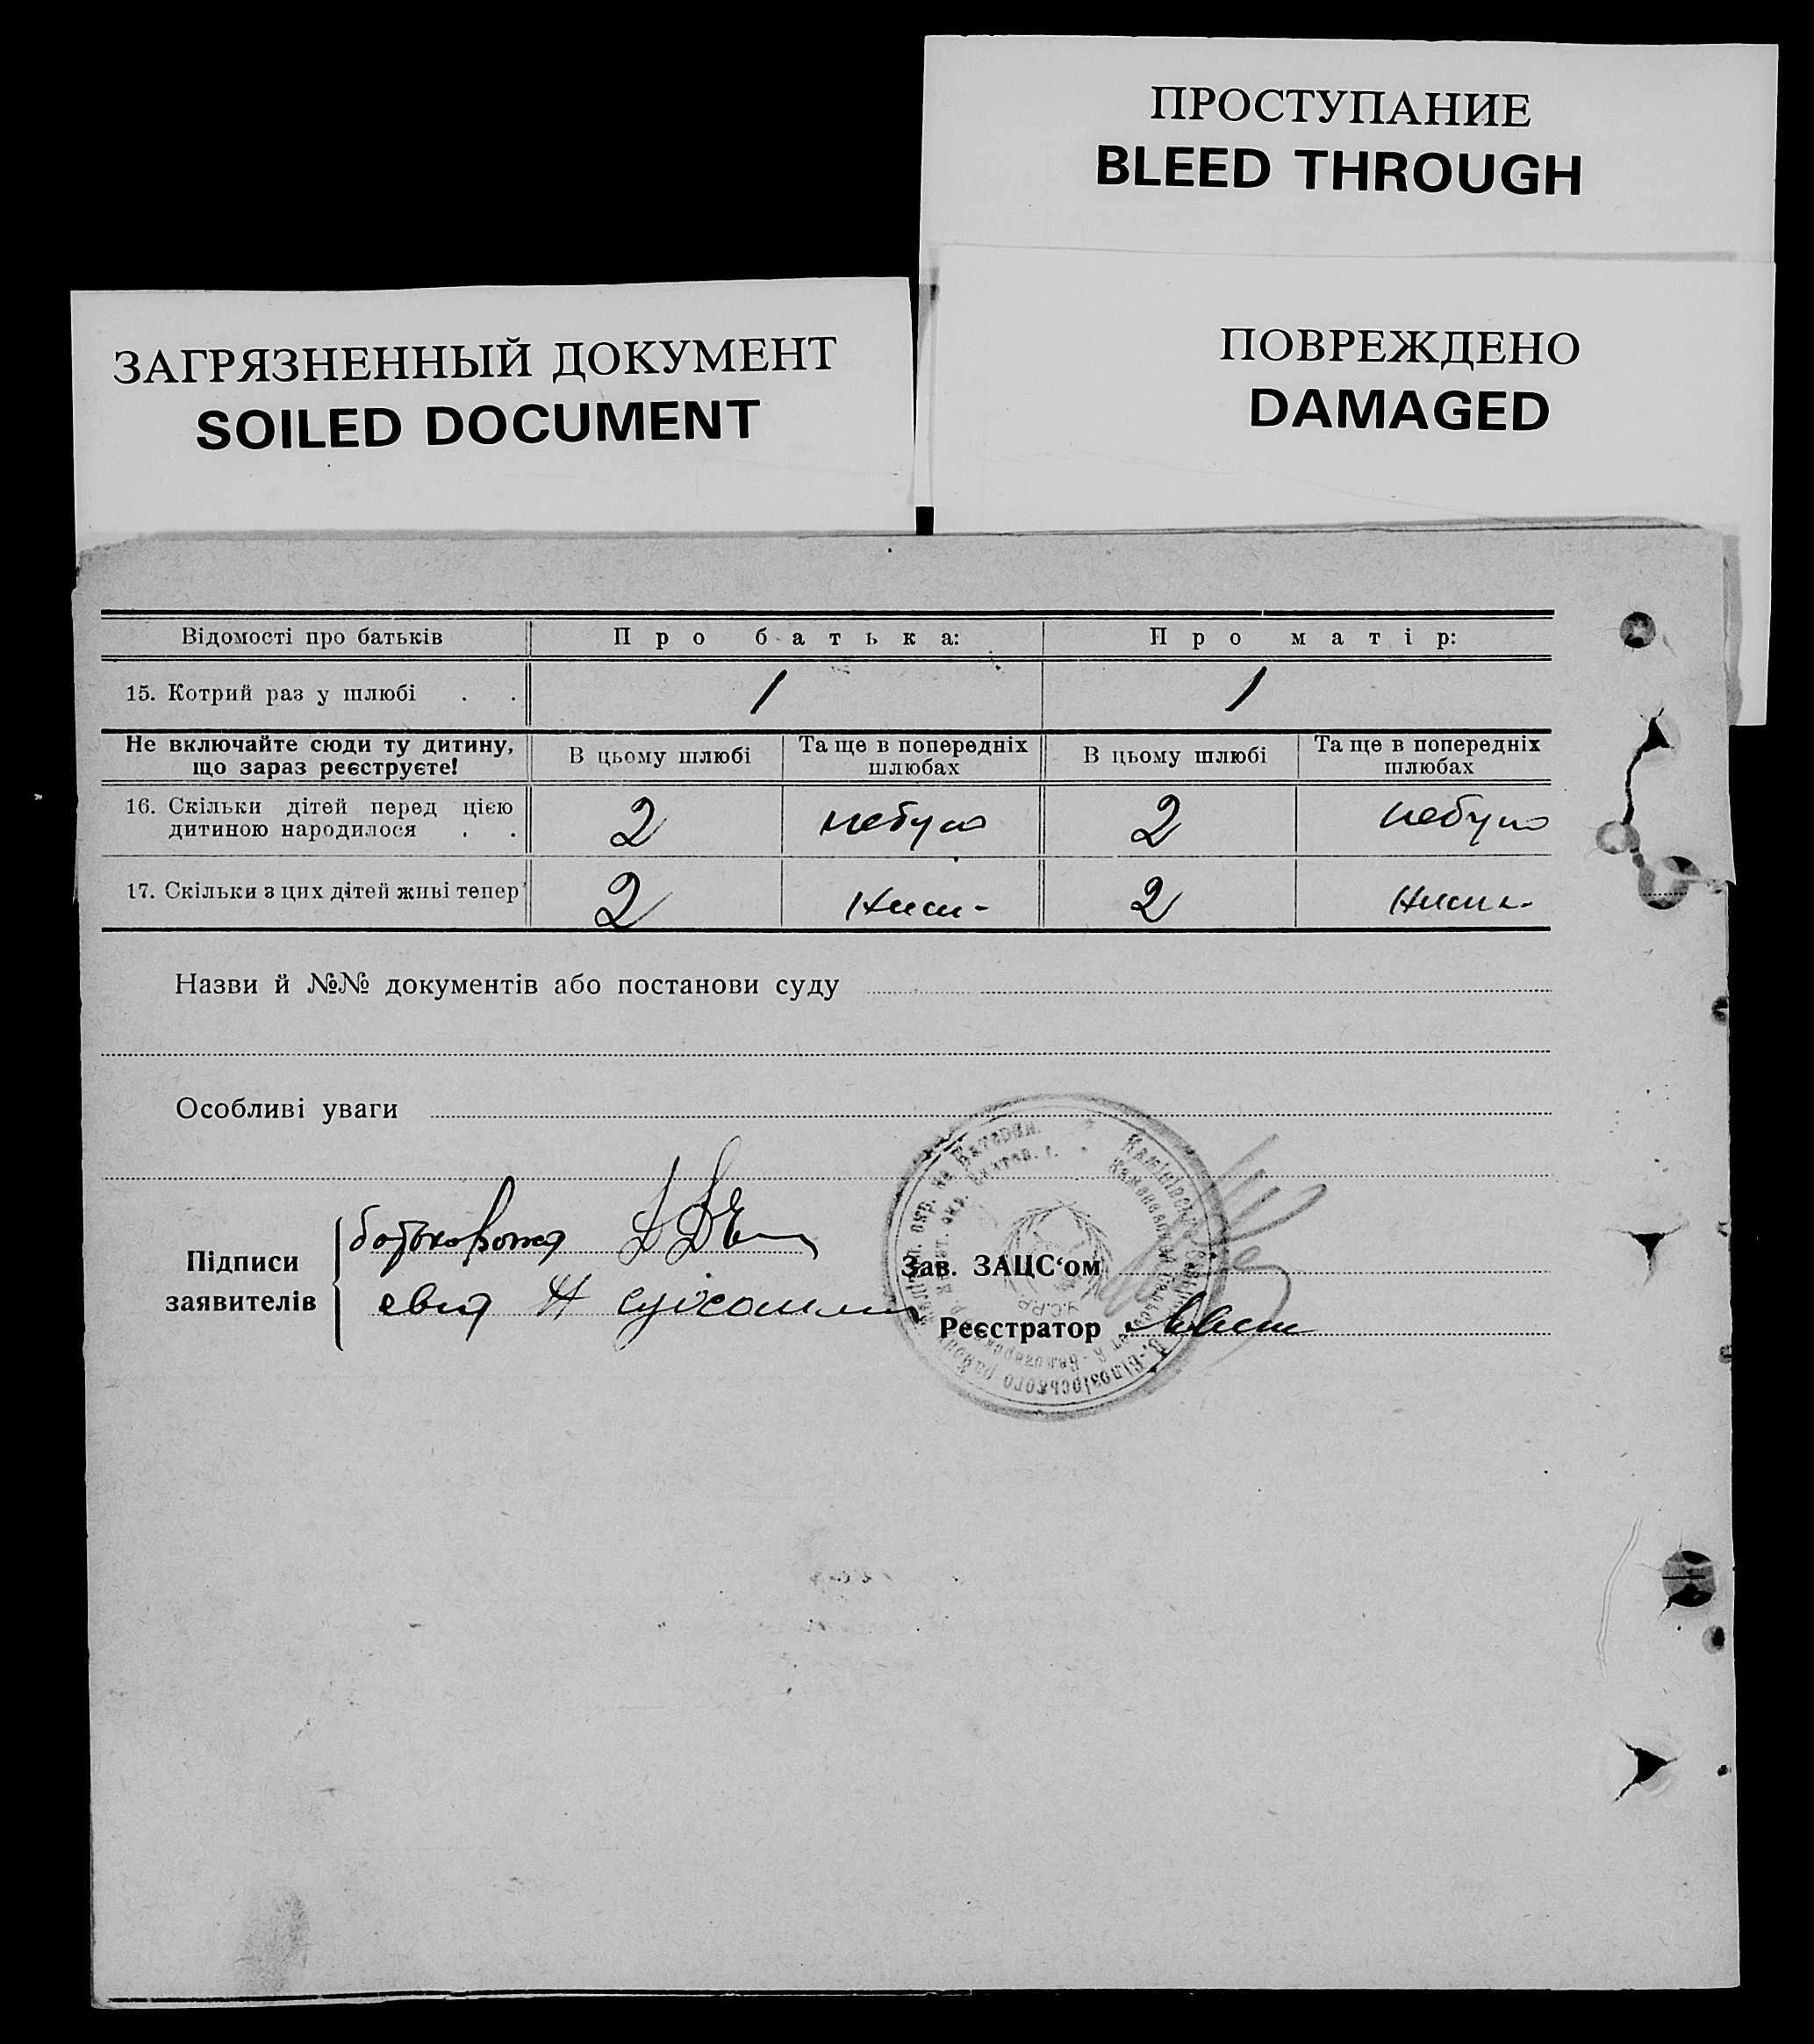 ПРОСТУПАНИЕ
BLEED THROUGH
ЗАГРЯЗНЕННЫЙ ДОКУМЕНТ
SOILED DOCUMENT
ПОВРЕЖДЕНО
DAMAGED
Відомості про батьків Про батька: Про матір:
15. Котрий раз у шлюбі . . 1 1
Не включайте сюди ту дитину,
що зараз реєструєте!
В цьому шлюбі
Та ще в попередніх
шлюбах
В цьому шлюбі
Та ще в попередніх
шлюбах
16. Скільки дітей перед цією
дитиною народилося . .
2 небуло 2 небуло
17. Скільки з цих дітей живі тепер 2 2
Назви й №№ документів або постанови суду
Особливі уваги
Підписи
заявителів
Зав. ЗАЦС‘ом
Реєстратор